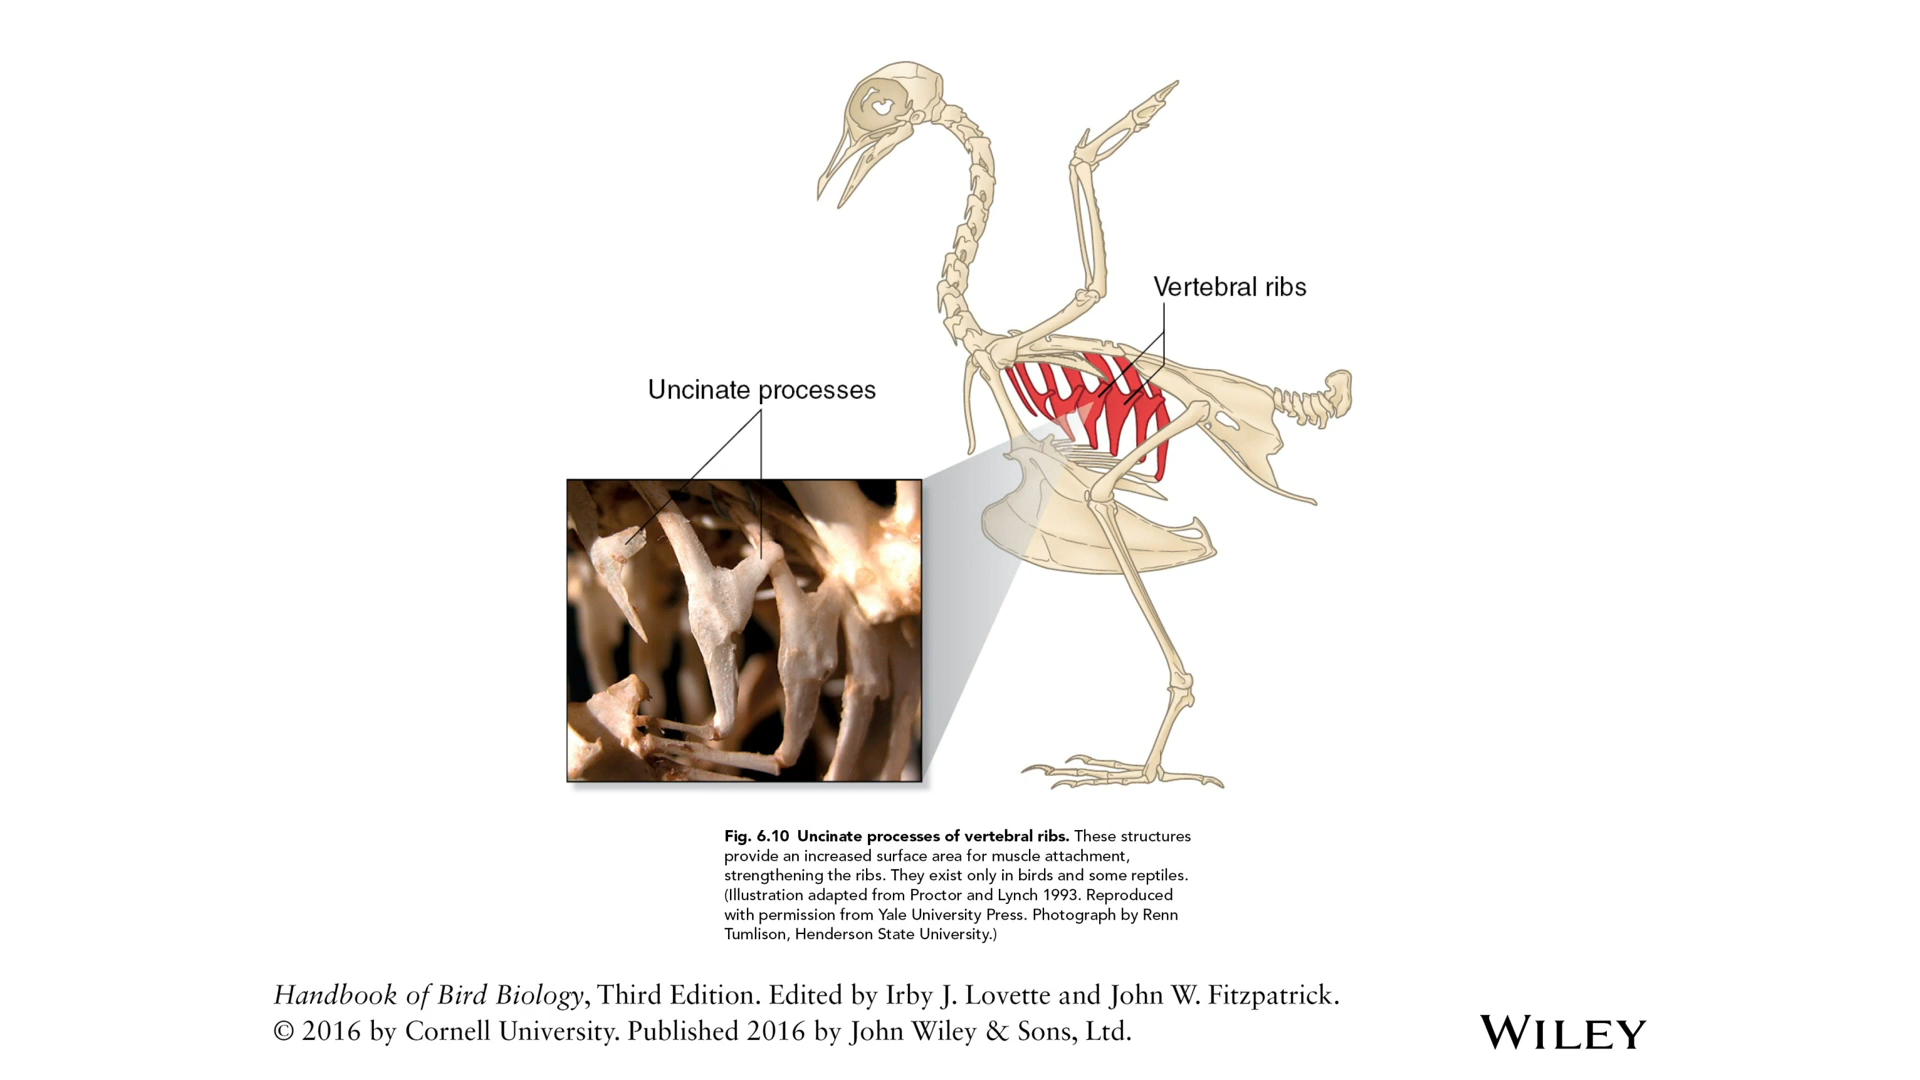 Vertebral ribs
Uncinate processes
Fig. 6.10 Uncinate processes of vertebral ribs. These structures
provide an increased surface area for muscle attachment,
strengthening the ribs. They exist only in birds and some reptiles.
(Illustration adapted from Proctor and Lynch 1993. Reproduced
with permission from Yale University Press. Photograph by Renn
Tumlison, Henderson State University.)
Handbook of Bird Biology, Third Edition. Edited by Irby J. Lovette and John W. Fitzpatrick.
© 2016 by Cornell University. Published 2016 by John Wiley & Sons, Ltd.
WILEY